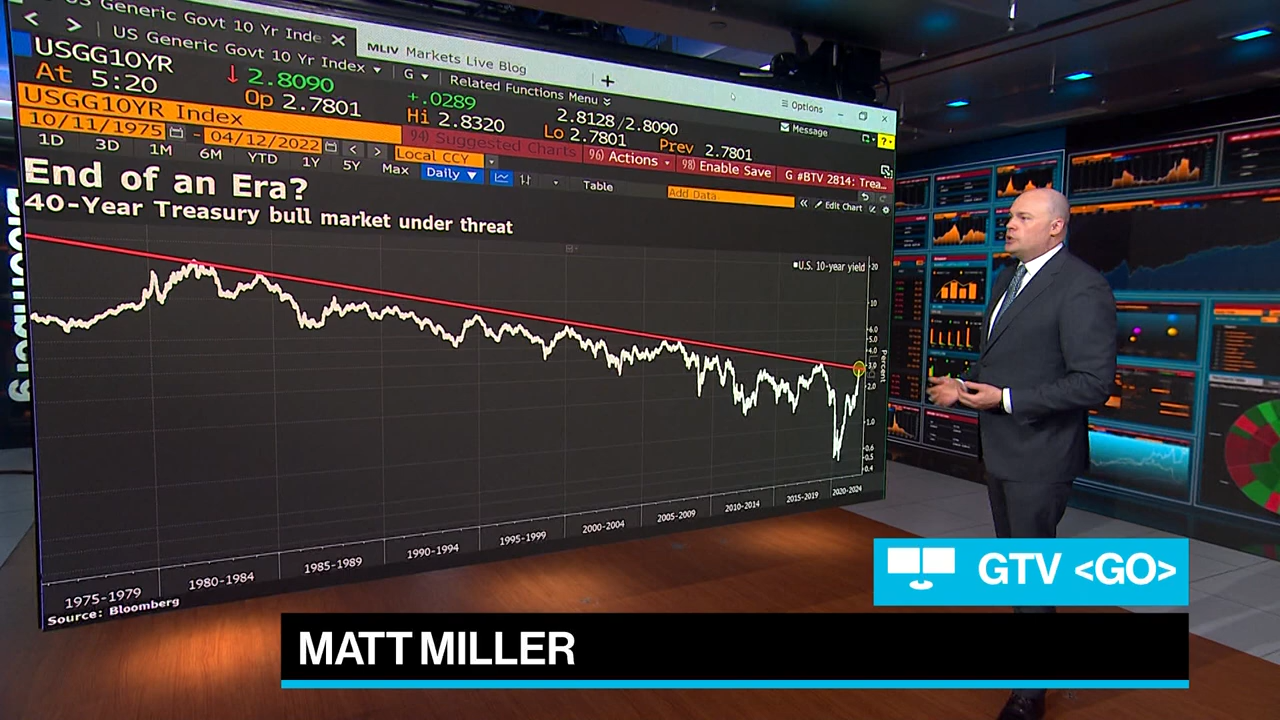 US Generic Govt 10 Yr Inde
MLIV Markets Live Blog
US Generic Govt 10 Yr Index
G
Related Functions Menu
Options
USGG10YR
2.8090
+.0289
2.8128/2.8090
Message
At 5:20
Op 2.7801
Hi 2.8320
Lo 2.7801
Prev 2.7801
USGG10YR Index
94) Suggested Charts
96) Actions
98) Enable Save
G #BTV 2814: Trea...
10/11/1975 - 04/12/2022
Local CCY
1D 3D 1M 6M YTD 1Y 5Y Max Daily
Table
Add Data
Edit Chart
End of an Era?
40-Year Treasury bull market under threat
U.S. 10-year yield
20
10
6.0
5.0
4.0
3.0
2.0
1.0
0.6
0.5
0.4
Percent
1975-1979 1980-1984 1985-1989 1990-1994 1995-1999 2000-2004 2005-2009 2010-2014 2015-2019 2020-2024
Source: Bloomberg
Bloomberg
GTV <GO>
MATT MILLER